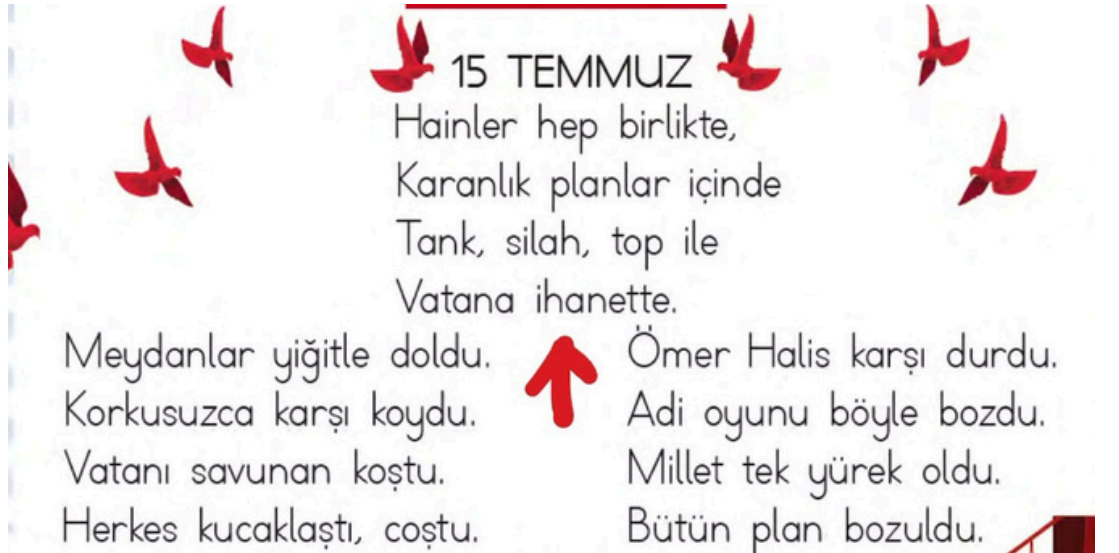 15 TEMMUZ
Hainler hep birlikte,
Karanlık planlar içinde
Tank, silah, top ile
Vatana ihanette.
Meydanlar yiğitle doldu.
Korkusuzca karşı koydu.
Vatanı savunan koştu.
Herkes kucaklaştı, coştu.
Ömer Halis karşı durdu.
Adi oyunu böyle bozdu.
Millet tek yürek oldu.
Bütün plan bozuldu.